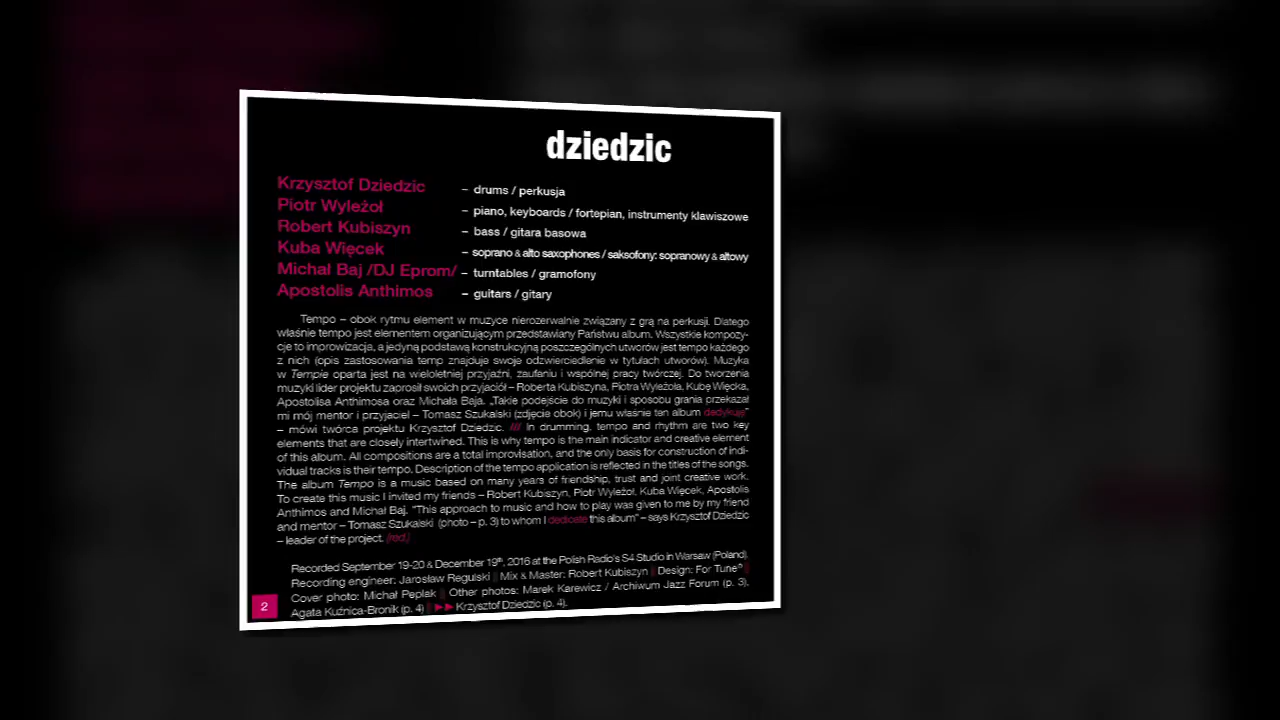 dziedzic
Krzysztof Dziedzic – drums / perkusja
Piotr Wyleżoł – piano, keyboards / fortepian, instrumenty klawiszowe
Robert Kubiszyn – bass / gitara basowa
Kuba Więcek – soprano & alto saxophones / saksofony: sopranowy & altowy
Michał Baj /DJ Eprom/ – turntables / gramofony
Apostolis Anthimos – guitars / gitary
Tempo – obok rytmu element w muzyce nierozerwalnie związany z grą na perkusji. Dlatego
właśnie tempo jest elementem organizującym przedstawiany Państwu album. Wszystkie kompozy-
cje to improwizacja, a jedyną podstawą konstrukcyjną poszczególnych utworów jest tempo każdego
z nich (opis zastosowania temp znajduje swoje odzwierciedlenie w tytułach utworów). Muzyka
w Tempie oparta jest na wieloletniej przyjaźni, zaufaniu i wspólnej pracy twórczej. Do tworzenia
muzyki lider projektu zaprosił swoich przyjaciół – Roberta Kubiszyna, Piotra Wyleżoła, Kubę Więcka,
Apostolisa Anthimosa oraz Michała Baja. „Takie podejście do muzyki i sposobu grania przekazał
mi mój mentor i przyjaciel – Tomasz Szukalski (zdjęcie obok) i jemu właśnie ten album dedykuję”
– mówi twórca projektu Krzysztof Dziedzic. /// In drumming, tempo and rhythm are two key
elements that are closely intertwined. This is why tempo is the main indicator and creative element
of this album. All compositions are a total improvisation, and the only basis for construction of indi-
vidual tracks is their tempo. Description of the tempo application is reflected in the titles of the songs.
The album Tempo is a music based on many years of friendship, trust and joint creative work.
To create this music I invited my friends – Robert Kubiszyn, Piotr Wyleżoł, Kuba Więcek, Apostolis
Anthimos and Michał Baj. "This approach to music and how to play was given to me by my friend
and mentor – Tomasz Szukalski (photo – p. 3) to whom I dedicate this album" – says Krzysztof Dziedzic
– leader of the project. [red.]
Recorded September 19-20 & December 19th, 2016 at the Polish Radio's S4 Studio in Warsaw (Poland).
Recording engineer: Jarosław Regulski || Mix & Master: Robert Kubiszyn || Design: For Tune® ||
Cover photo: Michał Pępłak || Other photos: Marek Karewicz / Archiwum Jazz Forum (p. 3),
Agata Kuźnica-Bronik (p. 4) || ►► Krzysztof Dziedzic (p. 4).
2